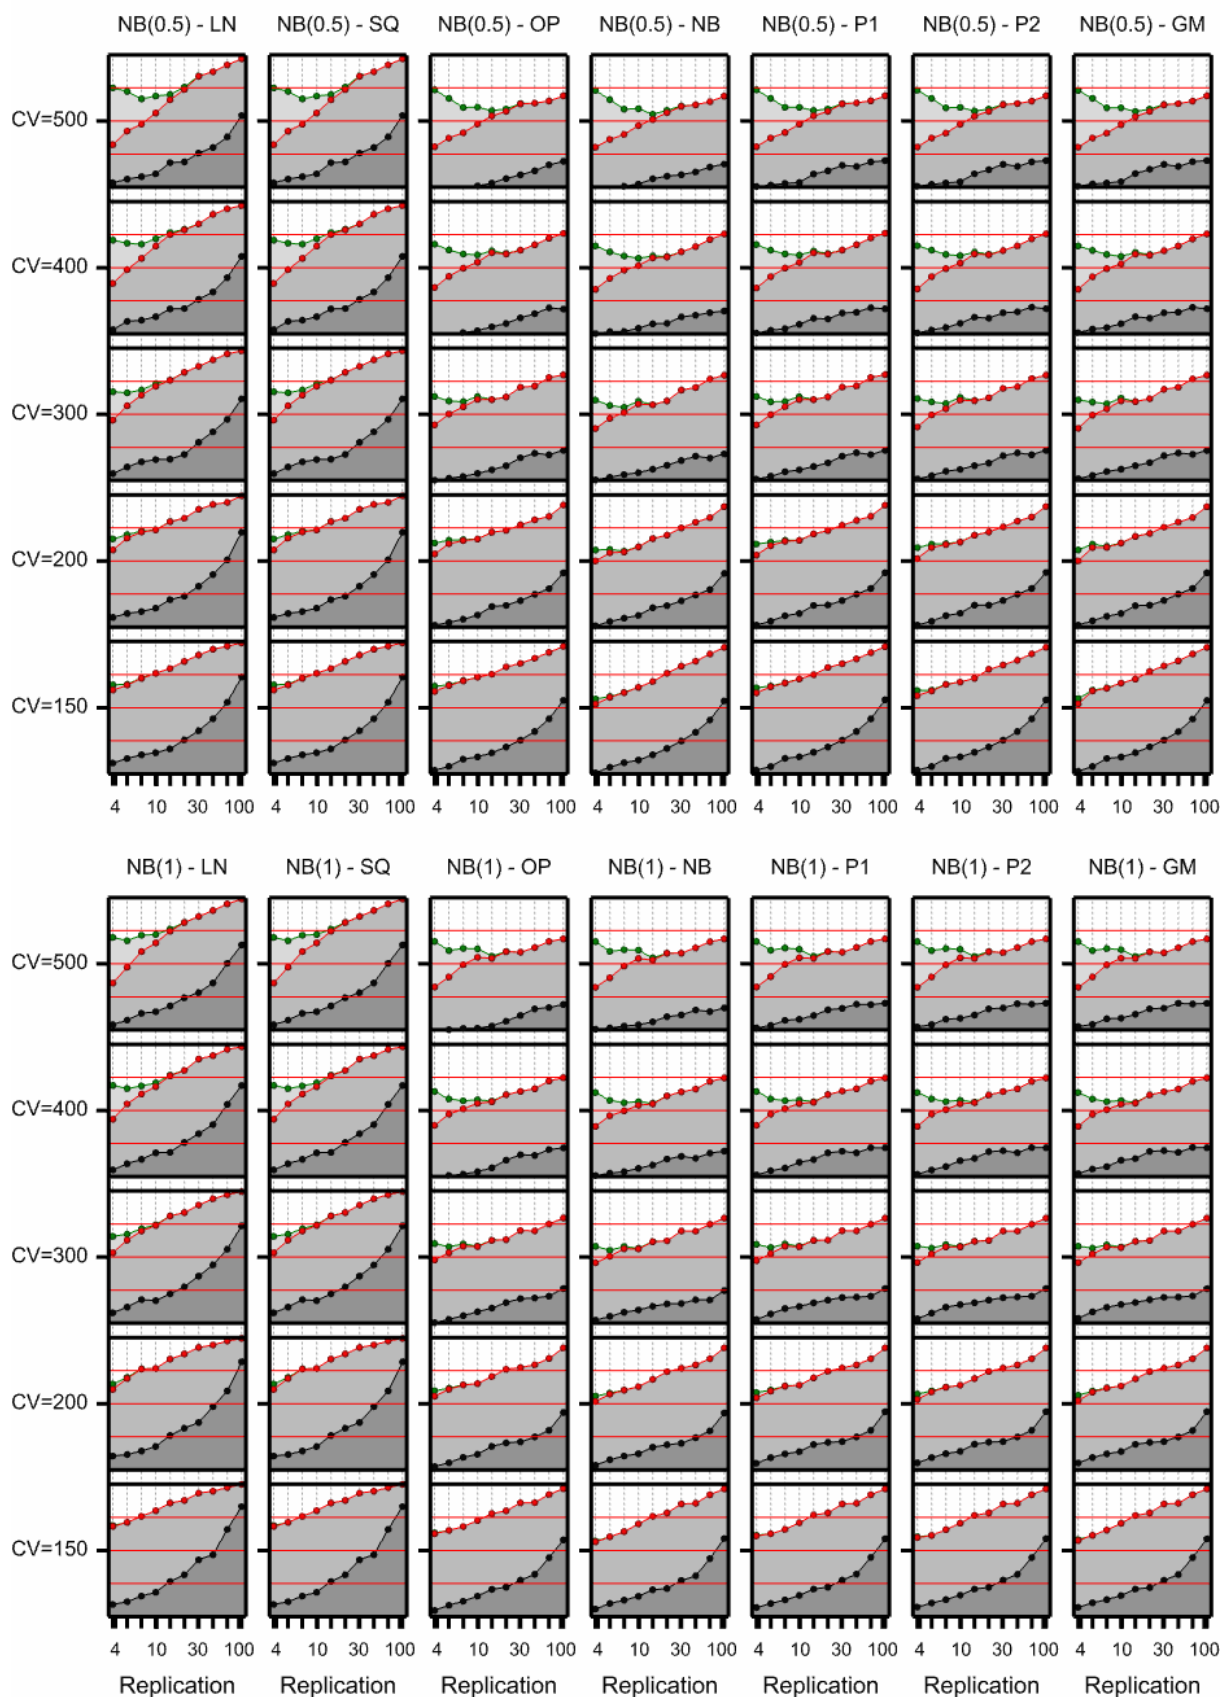 NB(0.5) - LN NB(0.5) - SQ NB(0.5) - OP NB(0.5) - NB NB(0.5) - P1 NB(0.5) - P2 NB(0.5) - GM
CV=500
CV=400
CV=300
CV=200
CV=150
4 10 30 100 4 10 30 100 4 10 30 100 4 10 30 100 4 10 30 100 4 10 30 100 4 10 30 100
NB(1) - LN NB(1) - SQ NB(1) - OP NB(1) - NB NB(1) - P1 NB(1) - P2 NB(1) - GM
CV=500
CV=400
CV=300
CV=200
CV=150
4 10 30 100 4 10 30 100 4 10 30 100 4 10 30 100 4 10 30 100 4 10 30 100 4 10 30 100
Replication Replication Replication Replication Replication Replication Replication